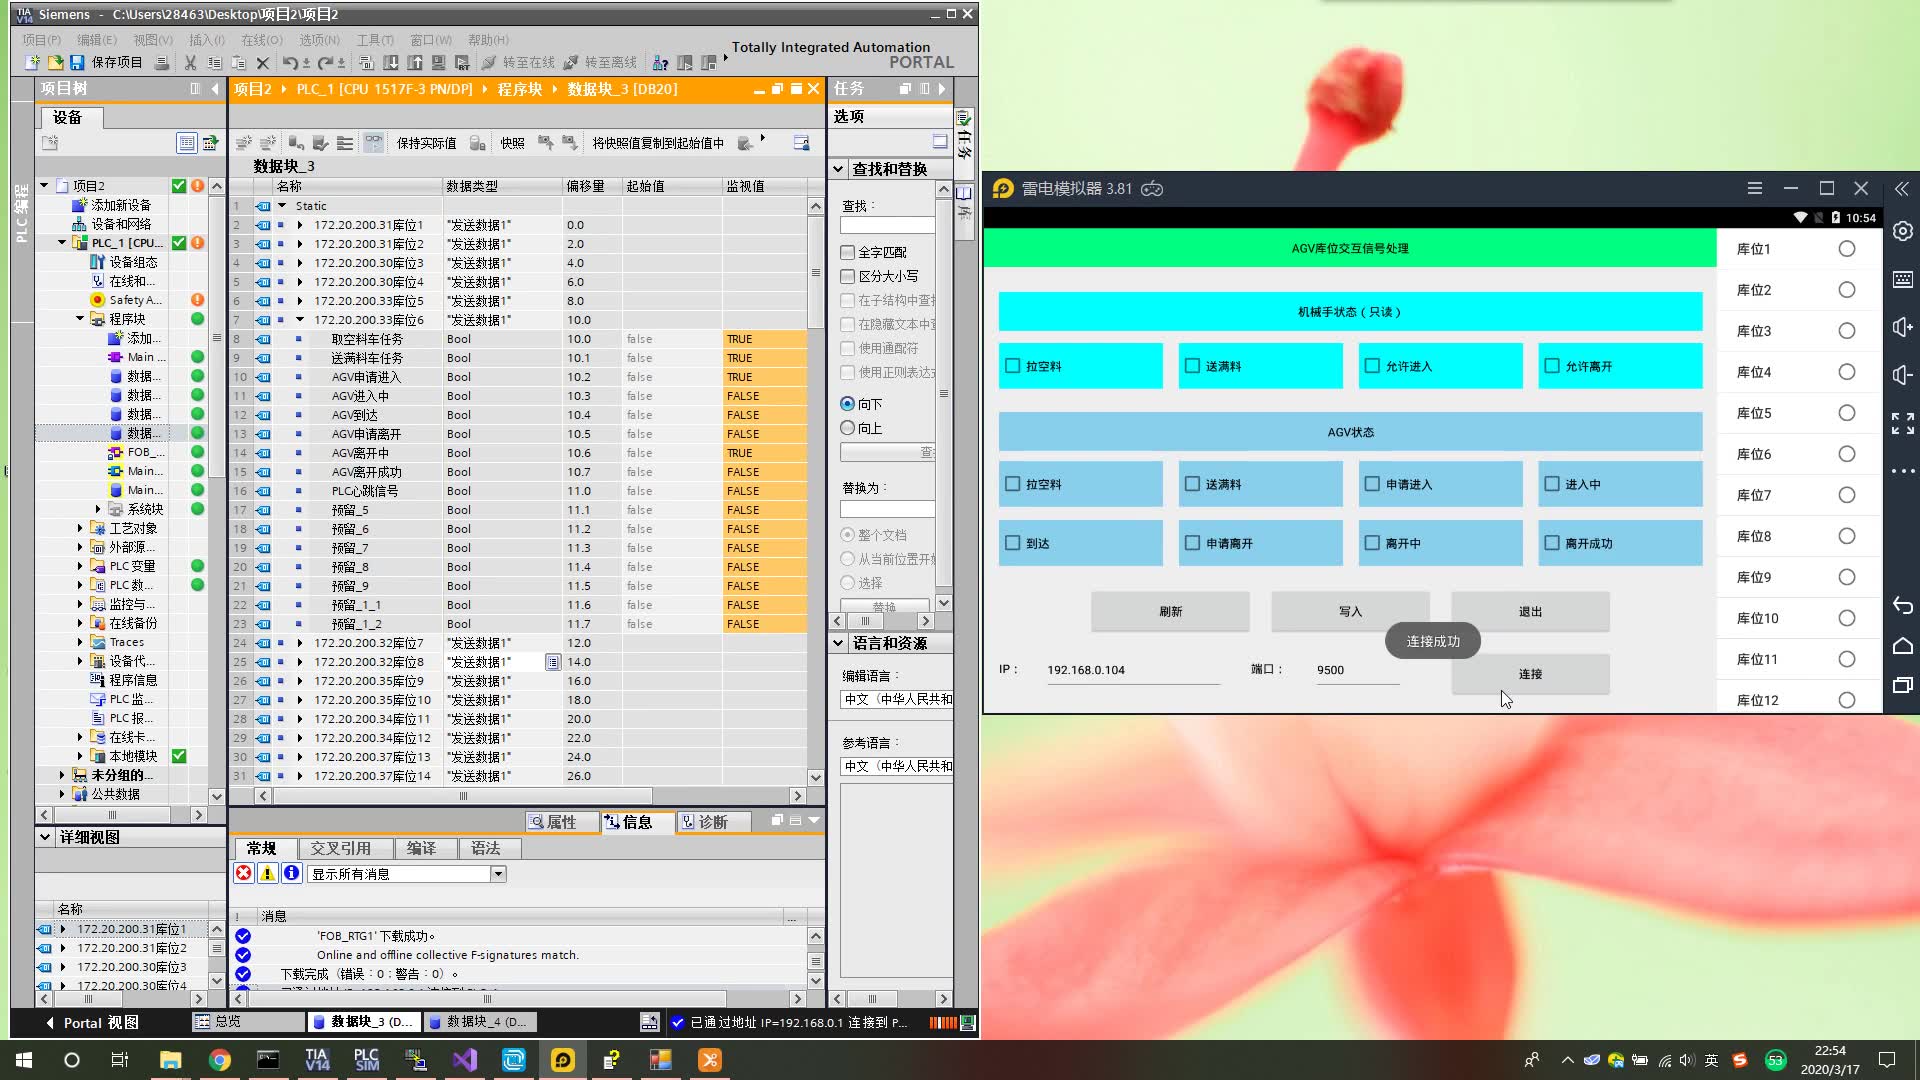 Siemens - C:\Users\28463\Desktop\项目2\项目2
项目(P) 编辑(E) 视图(V) 插入(I) 在线(O) 选项(N) 工具(T) 窗口(W) 帮助(H)
Totally Integrated Automation
PORTAL
保存项目 转至在线 转至离线
项目树
项目2 PLC_1 [CPU 1517F-3 PN/DP] 程序块 数据块_3 [DB20]
任务
PLC 编程
设备
选项
任务
库
保持实际值 快照 将快照值复制到起始值中
数据块_3
名称 数据类型 偏移量 起始值 监视值
1 Static
2 172.20.200.31库位1 "发送数据1" 0.0
3 172.20.200.31库位2 "发送数据1" 2.0
4 172.20.200.30库位3 "发送数据1" 4.0
5 172.20.200.30库位4 "发送数据1" 6.0
6 172.20.200.33库位5 "发送数据1" 8.0
7 172.20.200.33库位6 "发送数据1" 10.0
8 取空料车任务 Bool 10.0 false TRUE
9 送满料车任务 Bool 10.1 false TRUE
10 AGV申请进入 Bool 10.2 false TRUE
11 AGV进入中 Bool 10.3 false FALSE
12 AGV到达 Bool 10.4 false FALSE
13 AGV申请离开 Bool 10.5 false FALSE
14 AGV离开中 Bool 10.6 false TRUE
15 AGV离开成功 Bool 10.7 false FALSE
16 PLC心跳信号 Bool 11.0 false FALSE
17 预留_5 Bool 11.1 false FALSE
18 预留_6 Bool 11.2 false FALSE
19 预留_7 Bool 11.3 false FALSE
20 预留_8 Bool 11.4 false FALSE
21 预留_9 Bool 11.5 false FALSE
22 预留_1_1 Bool 11.6 false FALSE
23 预留_1_2 Bool 11.7 false FALSE
24 172.20.200.32库位7 "发送数据1" 12.0
25 172.20.200.32库位8 "发送数据1" 14.0
26 172.20.200.35库位9 "发送数据1" 16.0
27 172.20.200.35库位10 "发送数据1" 18.0
28 172.20.200.34库位11 "发送数据1" 20.0
29 172.20.200.34库位12 "发送数据1" 22.0
30 172.20.200.37库位13 "发送数据1" 24.0
31 172.20.200.37库位14 "发送数据1" 26.0
项目2
添加新设备
设备和网络
PLC_1 [CPU...
设备组态
在线和...
Safety A...
程序块
添加...
Main ...
数据...
数据...
数据...
数据...
FOB_...
Main...
Main...
系统块
工艺对象
外部源...
PLC 变量
PLC 数...
监控与...
在线备份
Traces
设备代...
程序信息
PLC 监...
PLC 报...
在线卡...
本地模块
未分组的...
公共数据
详细视图
名称
172.20.200.31库位1
172.20.200.31库位2
172.20.200.30库位3
172.20.200.30库位4
查找和替换
查找：
全字匹配
区分大小写
在子结构中查
在隐藏文本中
使用通配符
使用正则表达
向下
向上
查
替换为：
整个文档
从当前位置开
选择
替换
语言和资源
编辑语言：
中文（中华人民共和
参考语言：
中文（中华人民共和
属性 信息 诊断
常规 交叉引用 编译 语法
显示所有消息
! 消息 ...
'FOB_RTG1' 下载成功。
Online and offline collective F-signatures match.
下载完成（错误：0；警告：0）。
Portal 视图 总览 数据块_3 (D... 数据块_4 (D... 已通过地址 IP=192.168.0.1 连接到 P...
雷电模拟器 3.81
10:54
AGV库位交互信号处理
机械手状态（只读）
拉空料 送满料 允许进入 允许离开
AGV状态
拉空料 送满料 申请进入 进入中
到达 申请离开 离开中 离开成功
刷新 写入 退出
连接成功
IP： 192.168.0.104 端口： 9500 连接
库位1
库位2
库位3
库位4
库位5
库位6
库位7
库位8
库位9
库位10
库位11
库位12
TIA V14
PLC SIM
英
53
22:54
2020/3/17